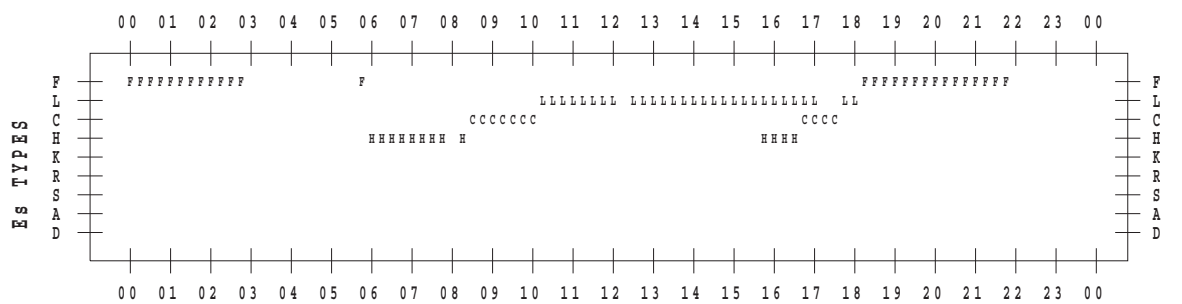 00 01 02 03 04 05 06 07 08 09 10 11 12 13 14 15 16 17 18 19 20 21 22 23 00
F FFFFFFFFFFFF F FFFFFFFFFFFFFFF F
L LLLLLLLL LLLLLLLLLLLLLLLLLLL LL L
C CCCCCCC CCCC C
H HHHHHHHH H HHHH H
K K
R R
S S
A A
D D
Es TYPES
00 01 02 03 04 05 06 07 08 09 10 11 12 13 14 15 16 17 18 19 20 21 22 23 00